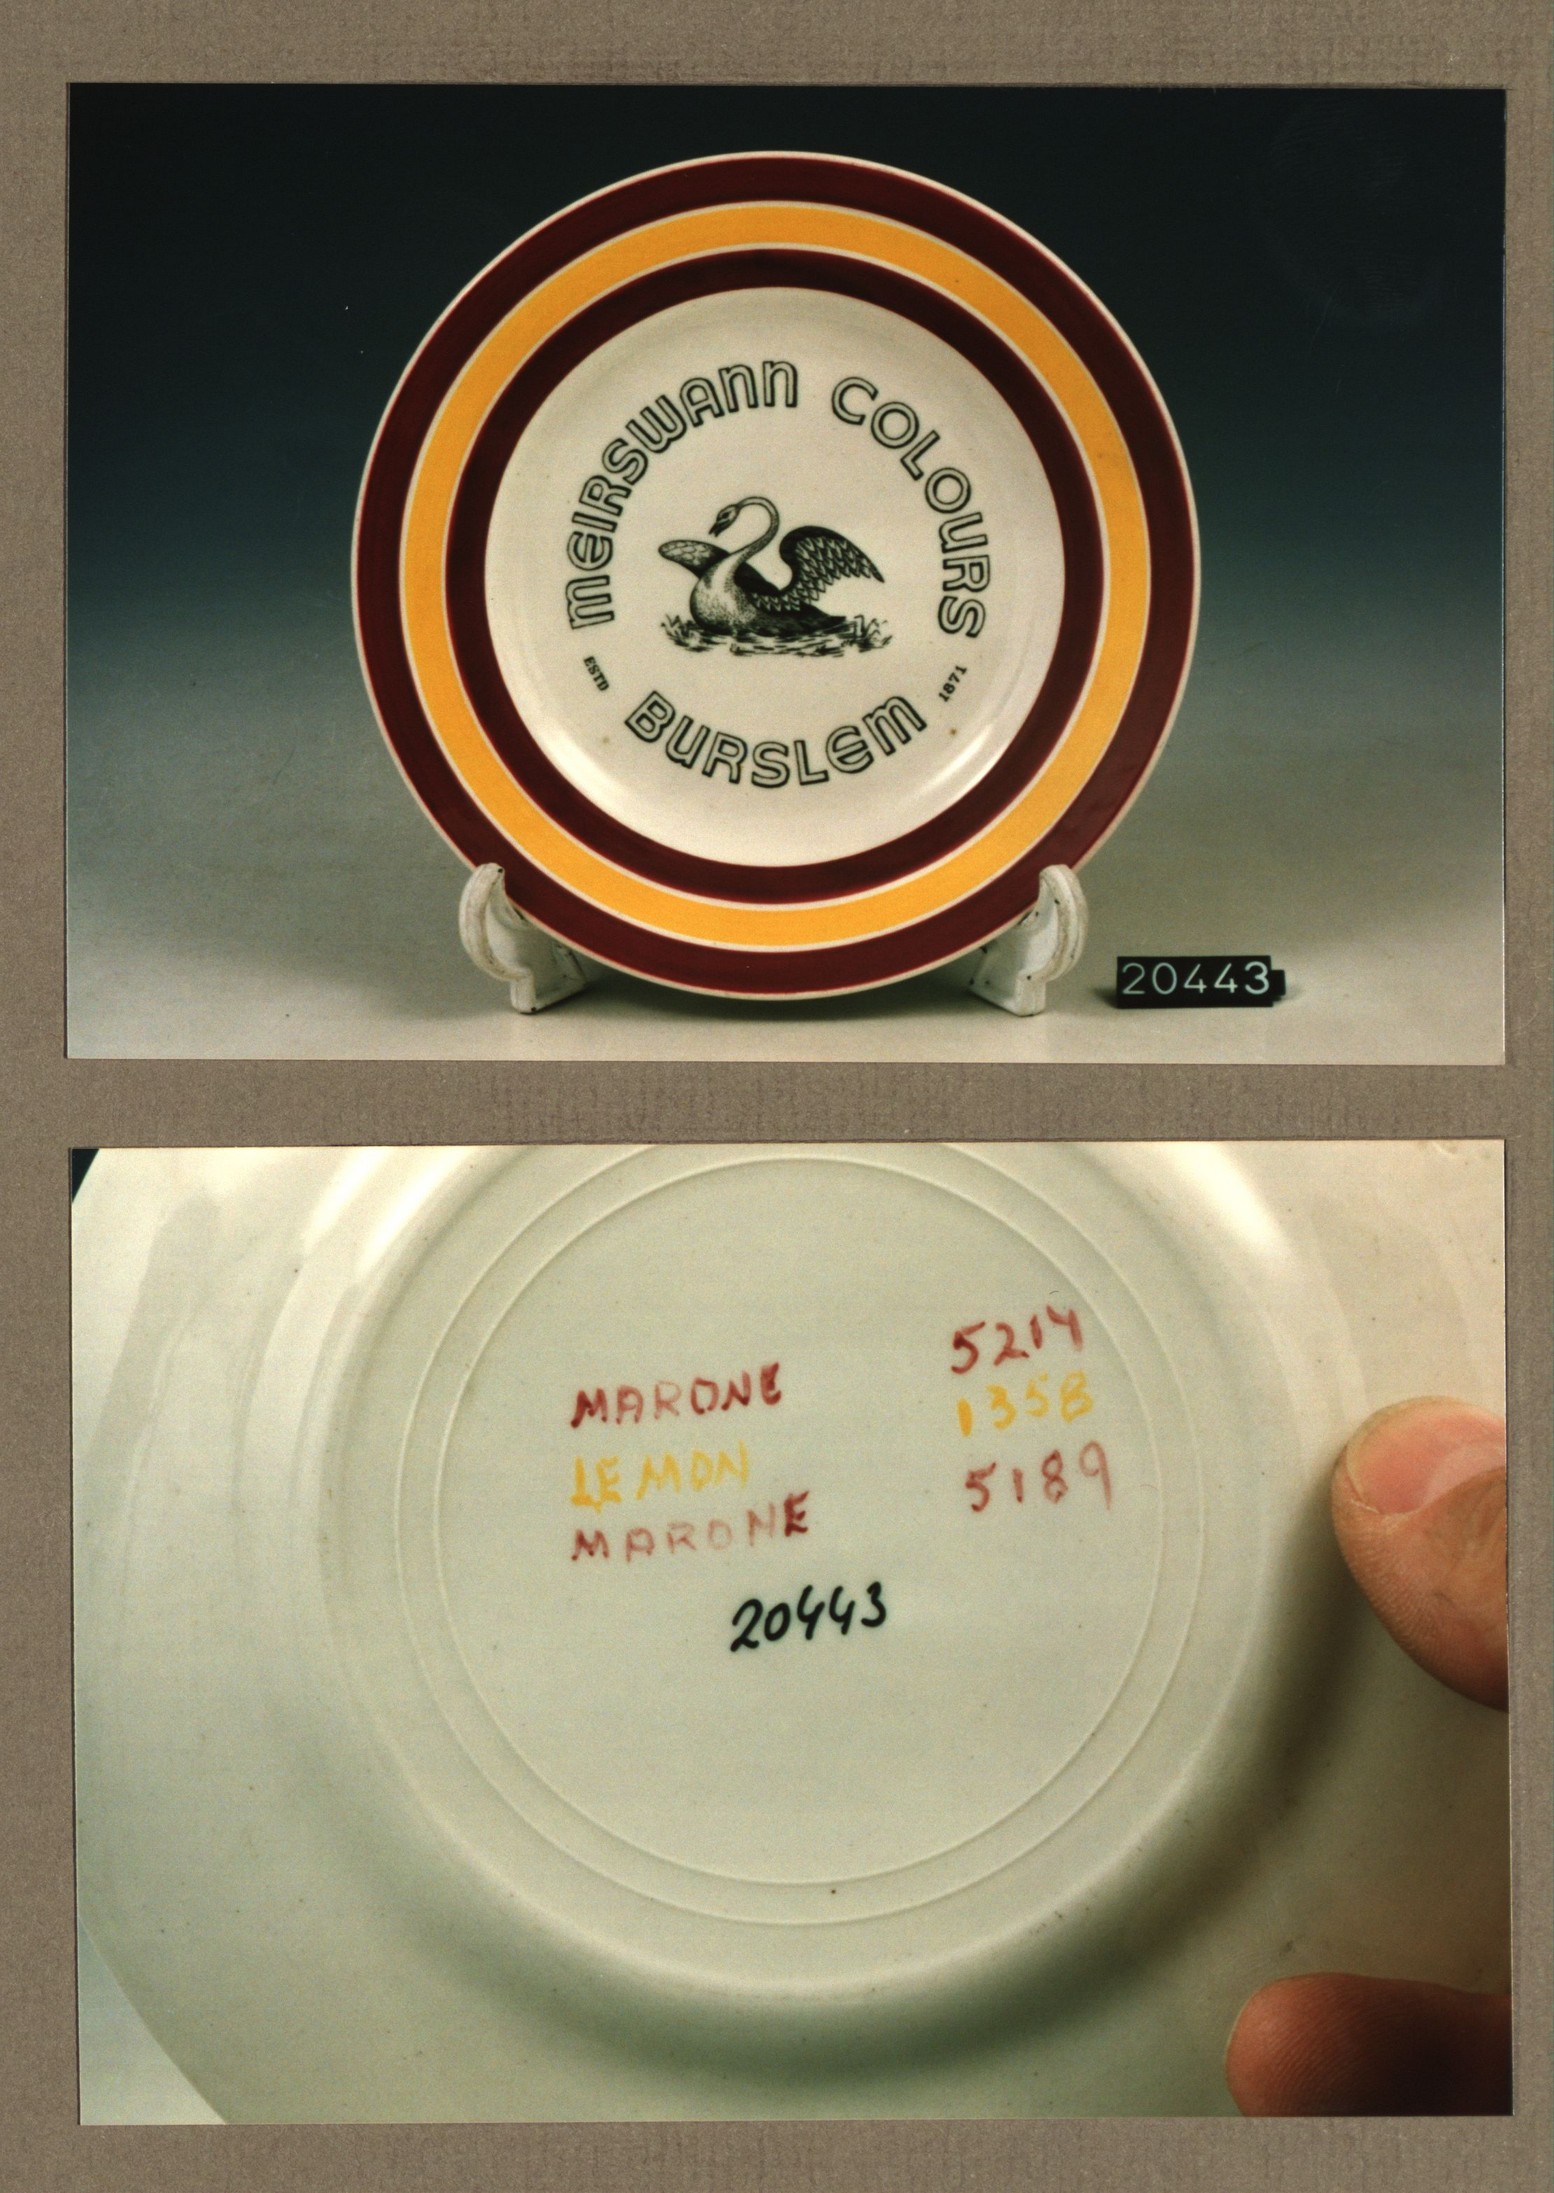 MEIRSWANN COLOURS
ESTD 1871
BURSLEM
20443
MARONE 5214
LEMON 1358
MARONE 5189
20443